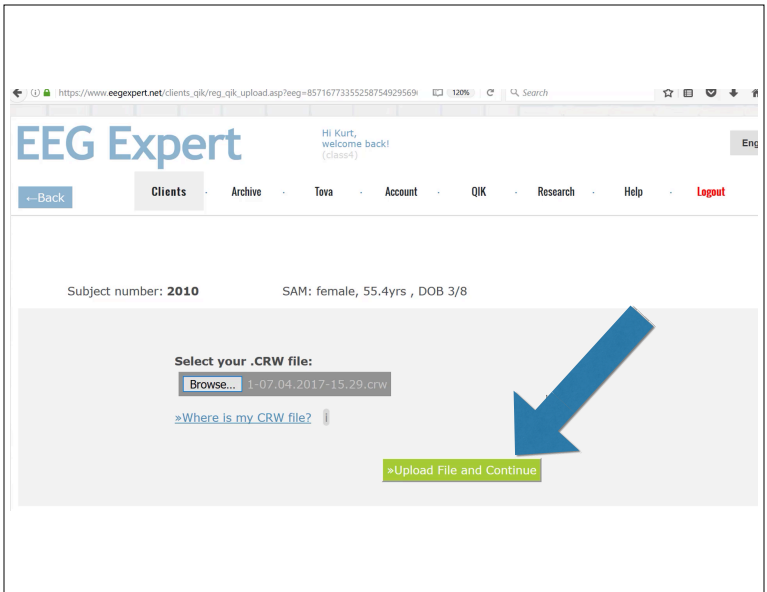 https://www.eegexpert.net/clients_qik/reg_qik_upload.asp?eeg=85716773355258754929569 120% Search
EEG Expert
Hi Kurt,
welcome back!
(class4)
Eng
←Back
Clients · Archive · Tova · Account · QIK · Research · Help · Logout
Subject number: 2010 SAM: female, 55.4yrs , DOB 3/8
Select your .CRW file:
Browse... 1-07.04.2017-15.29.crw
»Where is my CRW file? i
»Upload File and Continue